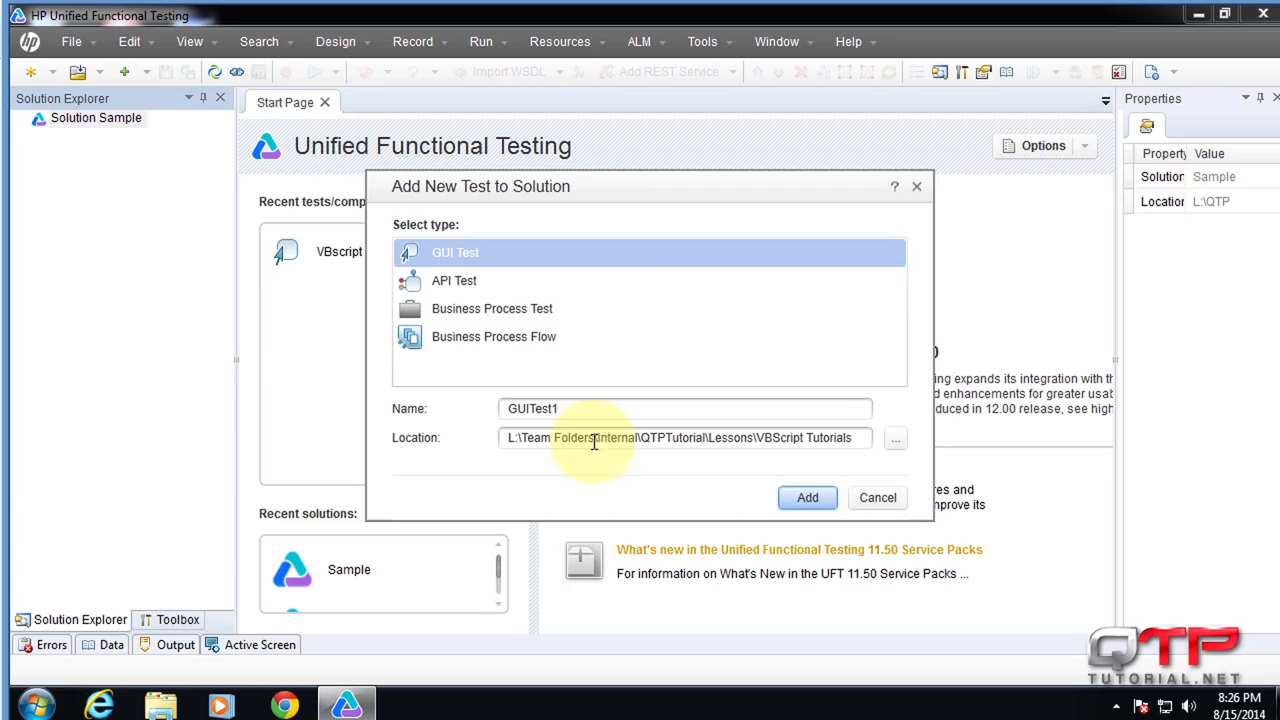 HP Unified Functional Testing
File Edit View Search Design Record Run Resources ALM Tools Window Help
Import WSDL Add REST Service
Solution Explorer
Start Page
Properties
Solution Sample
Unified Functional Testing
Options
Property Value
Solution Sample
Location L:\QTP
Recent tests/comp
VBscript
Add New Test to Solution
?
Select type:
GUI Test
API Test
Business Process Test
Business Process Flow
Name: GUITest1
Location: L:\Team Folders\Internal\QTPTutorial\Lessons\VBScript Tutorials
...
Add Cancel
0
ing expands its integration with th
d enhancements for greater usab
duced in 12.00 release, see high
es and
mprove its
Recent solutions:
Sample
What's new in the Unified Functional Testing 11.50 Service Packs
For information on What's New in the UFT 11.50 Service Packs ...
Solution Explorer Toolbox
Errors Data Output Active Screen
QTP
TUTORIAL.NET
8:26 PM
8/15/2014